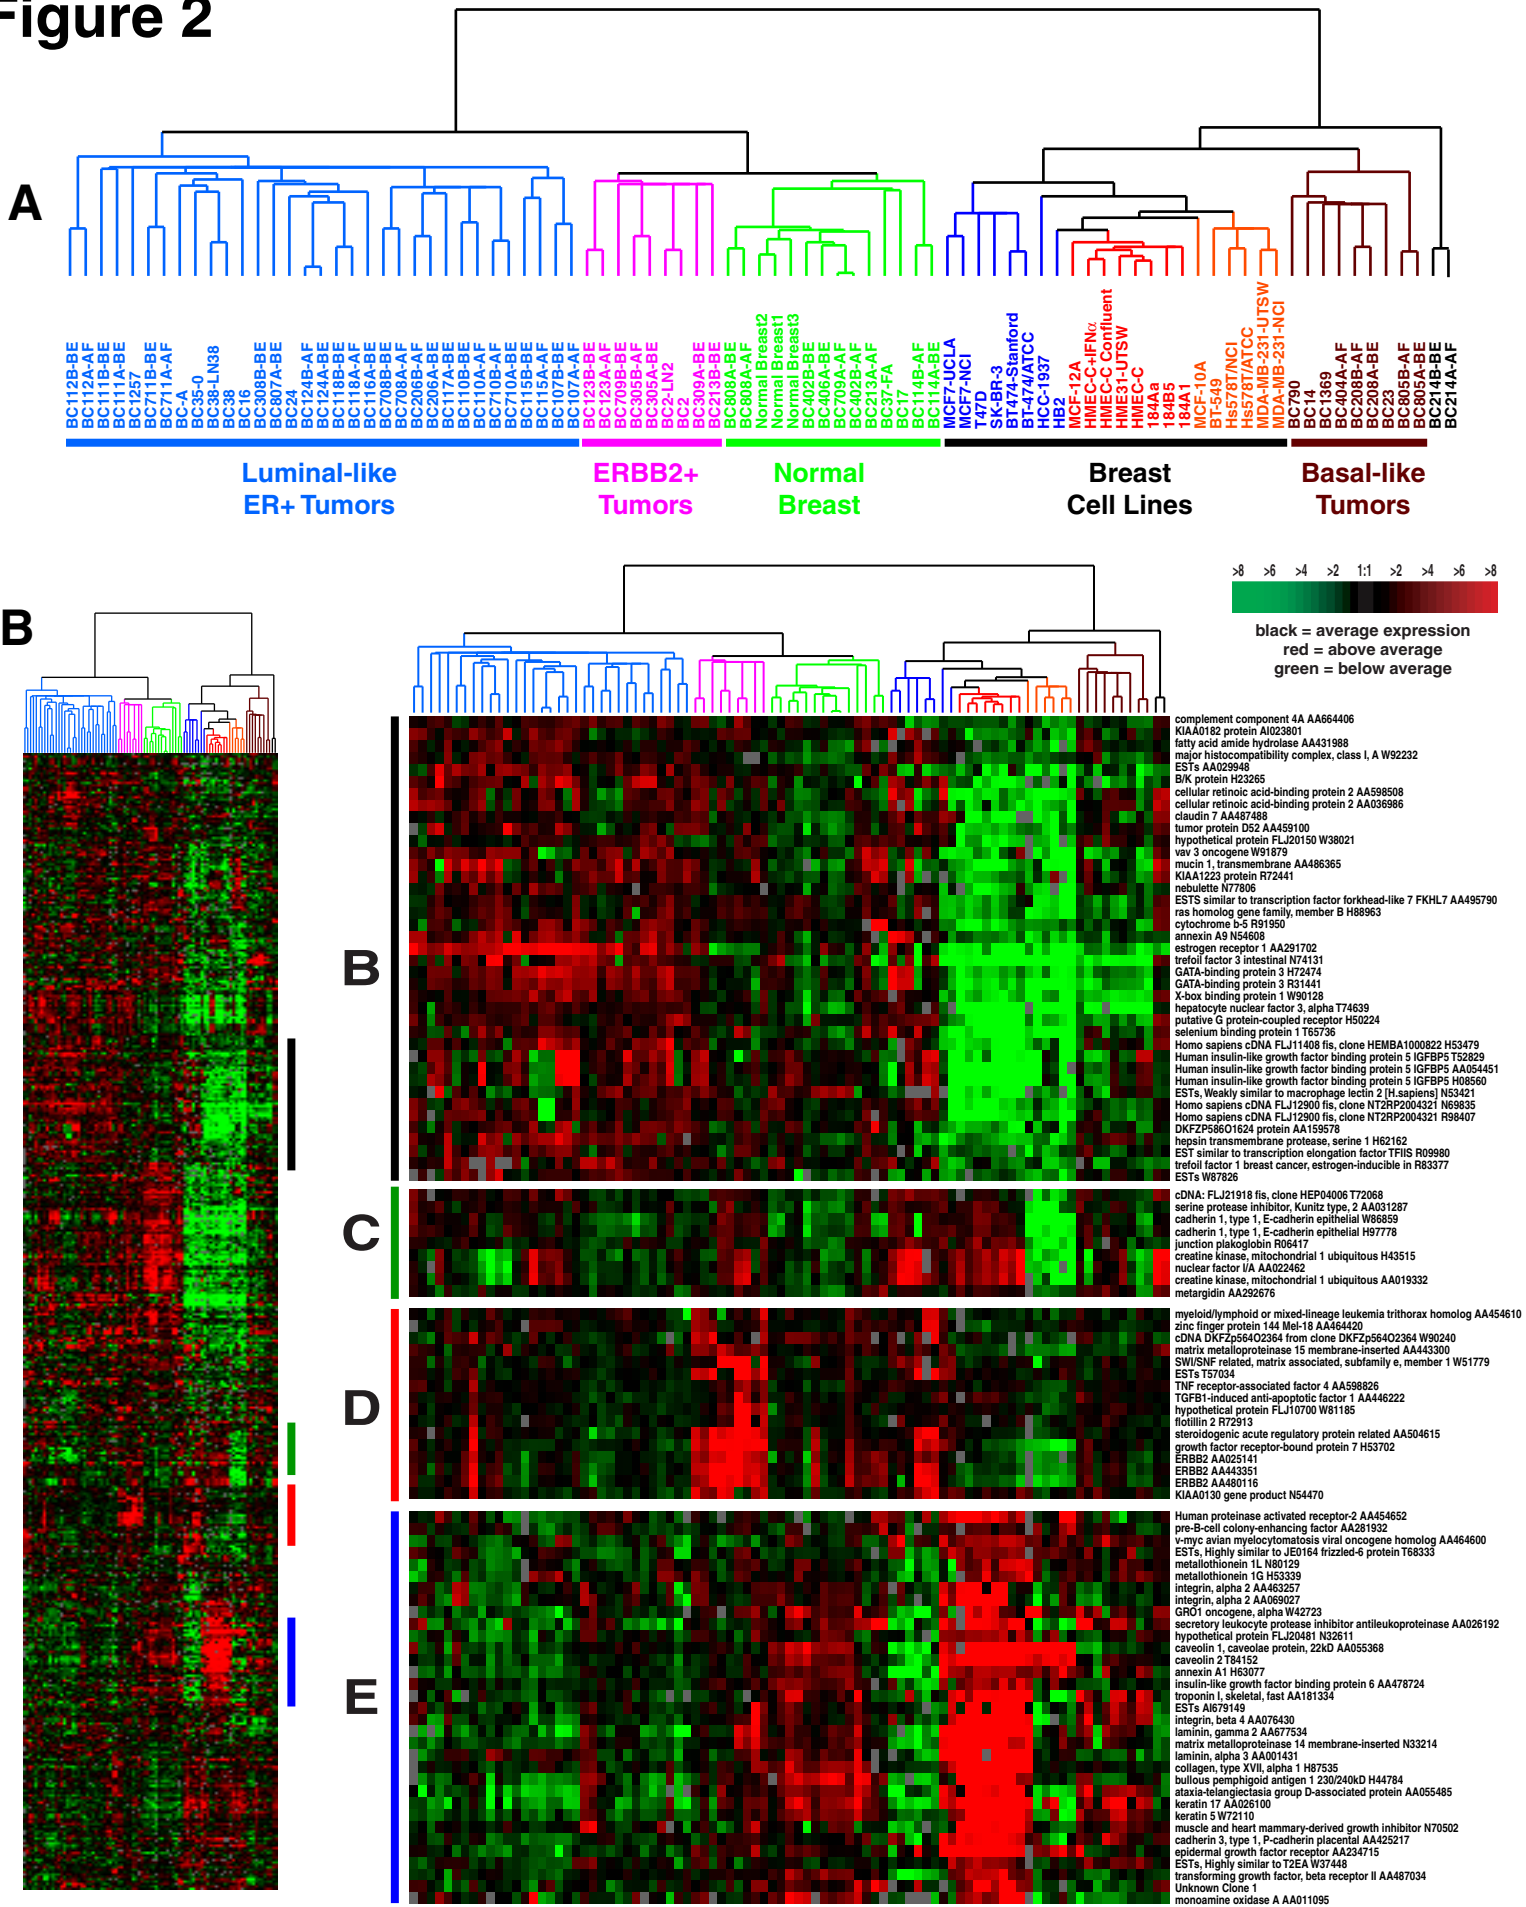 Figure 2
A
BC112B-BE
BC112A-AF
BC111B-BE
BC111A-BE
BC1257
BC711B-BE
BC711A-AF
BC-A
BC35-0
BC38-LN38
BC38
BC16
BC308B-BE
BC807A-BE
BC24
BC124B-AF
BC124A-BE
BC118B-BE
BC118A-AF
BC116A-BE
BC708B-BE
BC708A-AF
BC206B-AF
BC206A-BE
BC117A-BE
BC110B-BE
BC110A-AF
BC710B-AF
BC710A-BE
BC115B-BE
BC115A-AF
BC107B-BE
BC107A-AF
BC123B-BE
BC123A-AF
BC709B-BE
BC305B-AF
BC305A-BE
BC2-LN2
BC2
BC309A-BE
BC213B-BE
BC808A-BE
BC808A-AF
Normal Breast2
Normal Breast1
Normal Breast3
BC402B-BE
BC406A-BE
BC709A-AF
BC402B-AF
BC213A-AF
BC37-FA
BC17
BC114B-AF
BC114A-BE
MCF7-UCLA
MCF7-NCI
T47D
SK-BR-3
BT474-Stanford
BT-474/ATCC
HCC-1937
HB2
MCF-12A
HMEC-C+IFNα
HMEC-C Confluent
HME31-UTSW
HMEC-C
184Aa
184B5
184A1
MCF-10A
BT-549
Hs578T/NCI
Hs578T/ATCC
MDA-MB-231-UTSW
MDA-MB-231-NCI
BC790
BC14
BC1369
BC404A-AF
BC208B-AF
BC208A-BE
BC23
BC805B-AF
BC805A-BE
BC214B-BE
BC214A-AF
Luminal-like
ER+ Tumors
ERBB2+
Tumors
Normal
Breast
Breast
Cell Lines
Basal-like
Tumors
B
>8 >6 >4 >2 1:1 >2 >4 >6 >8
black = average expression
red = above average
green = below average
B
complement component 4A AA664406
KIAA0182 protein AI023801
fatty acid amide hydrolase AA431988
major histocompatibility complex, class I, A W92232
ESTs AA029948
B/K protein H23265
cellular retinoic acid-binding protein 2 AA598508
cellular retinoic acid-binding protein 2 AA036986
claudin 7 AA487488
tumor protein D52 AA459100
hypothetical protein FLJ20150 W38021
vav 3 oncogene W91879
mucin 1, transmembrane AA486365
KIAA1223 protein R72441
nebulette N77806
ESTS similar to transcription factor forkhead-like 7 FKHL7 AA495790
ras homolog gene family, member B H88963
cytochrome b-5 R91950
annexin A9 N54608
estrogen receptor 1 AA291702
trefoil factor 3 intestinal N74131
GATA-binding protein 3 H72474
GATA-binding protein 3 R31441
X-box binding protein 1 W90128
hepatocyte nuclear factor 3, alpha T74639
putative G protein-coupled receptor H50224
selenium binding protein 1 T65736
Homo sapiens cDNA FLJ11408 fis, clone HEMBA1000822 H53479
Human insulin-like growth factor binding protein 5 IGFBP5 T52829
Human insulin-like growth factor binding protein 5 IGFBP5 AA054451
Human insulin-like growth factor binding protein 5 IGFBP5 H08560
ESTs, Weakly similar to macrophage lectin 2 [H.sapiens] N53421
Homo sapiens cDNA FLJ12900 fis, clone NT2RP2004321 N69835
Homo sapiens cDNA FLJ12900 fis, clone NT2RP2004321 R98407
DKFZP586O1624 protein AA159578
hepsin transmembrane protease, serine 1 H62162
EST similar to transcription elongation factor TFIIS R09980
trefoil factor 1 breast cancer, estrogen-inducible in R83377
ESTs W87826
C
cDNA: FLJ21918 fis, clone HEP04006 T72068
serine protease inhibitor, Kunitz type, 2 AA031287
cadherin 1, type 1, E-cadherin epithelial W86859
cadherin 1, type 1, E-cadherin epithelial H97778
junction plakoglobin R06417
creatine kinase, mitochondrial 1 ubiquitous H43515
nuclear factor I/A AA022462
creatine kinase, mitochondrial 1 ubiquitous AA019332
metargidin AA292676
D
myeloid/lymphoid or mixed-lineage leukemia trithorax homolog AA454610
zinc finger protein 144 Mel-18 AA464420
cDNA DKFZp564O2364 from clone DKFZp564O2364 W90240
matrix metalloproteinase 15 membrane-inserted AA443300
SWI/SNF related, matrix associated, subfamily e, member 1 W51779
ESTs T57034
TNF receptor-associated factor 4 AA598826
TGFB1-induced anti-apoptotic factor 1 AA446222
hypothetical protein FLJ10700 W81185
flotillin 2 R72913
steroidogenic acute regulatory protein related AA504615
growth factor receptor-bound protein 7 H53702
ERBB2 AA025141
ERBB2 AA443351
ERBB2 AA480116
KIAA0130 gene product N54470
E
Human proteinase activated receptor-2 AA454652
pre-B-cell colony-enhancing factor AA281932
v-myc avian myelocytomatosis viral oncogene homolog AA464600
ESTs, Highly similar to JE0164 frizzled-6 protein T68333
metallothionein 1L N80129
metallothionein 1G H53339
integrin, alpha 2 AA463257
integrin, alpha 2 AA069027
GRO1 oncogene, alpha W42723
secretory leukocyte protease inhibitor antileukoproteinase AA026192
hypothetical protein FLJ20481 N32611
caveolin 1, caveolae protein, 22kD AA055368
caveolin 2 T84152
annexin A1 H63077
insulin-like growth factor binding protein 6 AA478724
troponin I, skeletal, fast AA181334
ESTs AI679149
integrin, beta 4 AA076430
laminin, gamma 2 AA677534
matrix metalloproteinase 14 membrane-inserted N33214
laminin, alpha 3 AA001431
collagen, type XVII, alpha 1 H87535
bullous pemphigoid antigen 1 230/240kD H44784
ataxia-telangiectasia group D-associated protein AA055485
keratin 17 AA026100
keratin 5 W72110
muscle and heart mammary-derived growth inhibitor N70502
cadherin 3, type 1, P-cadherin placental AA425217
epidermal growth factor receptor AA234715
ESTs, Highly similar to T2EA W37448
transforming growth factor, beta receptor II AA487034
Unknown Clone 1
monoamine oxidase A AA011095